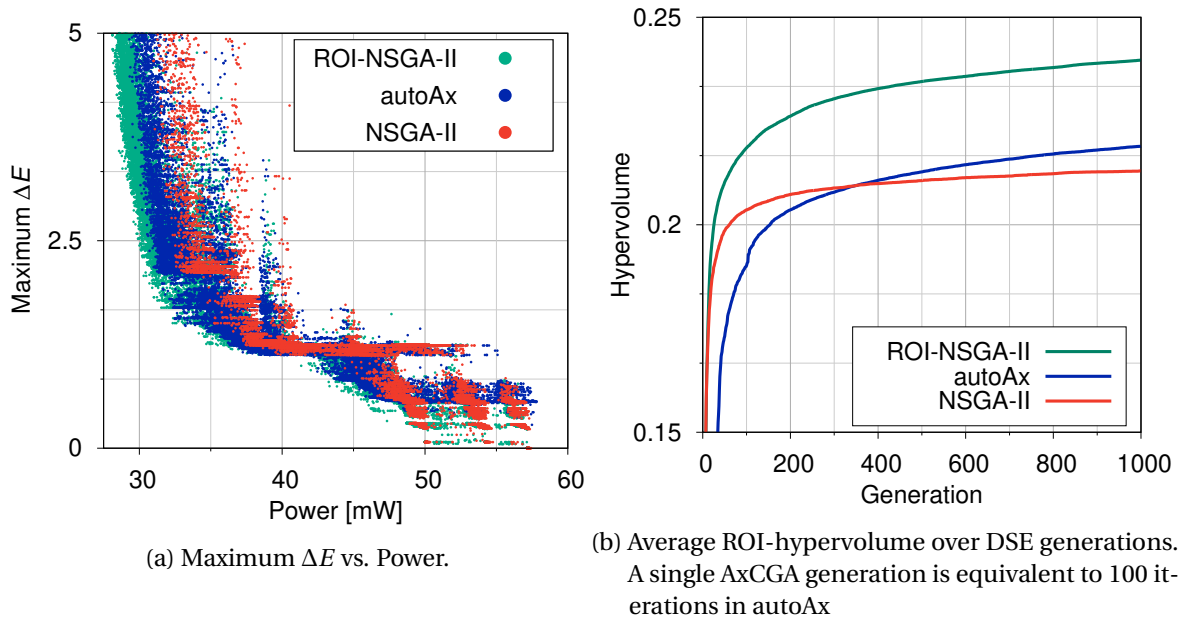 5
2.5
0
Maximum ΔE
ROI-NSGA-II
autoAx
NSGA-II
30
40
50
60
Power [mW]
(a) Maximum ΔE vs. Power.
0.25
0.2
0.15
Hypervolume
ROI-NSGA-II
autoAx
NSGA-II
0
200
400
600
800
1000
Generation
(b) Average ROI-hypervolume over DSE generations.
A single AxCGA generation is equivalent to 100 it-
erations in autoAx